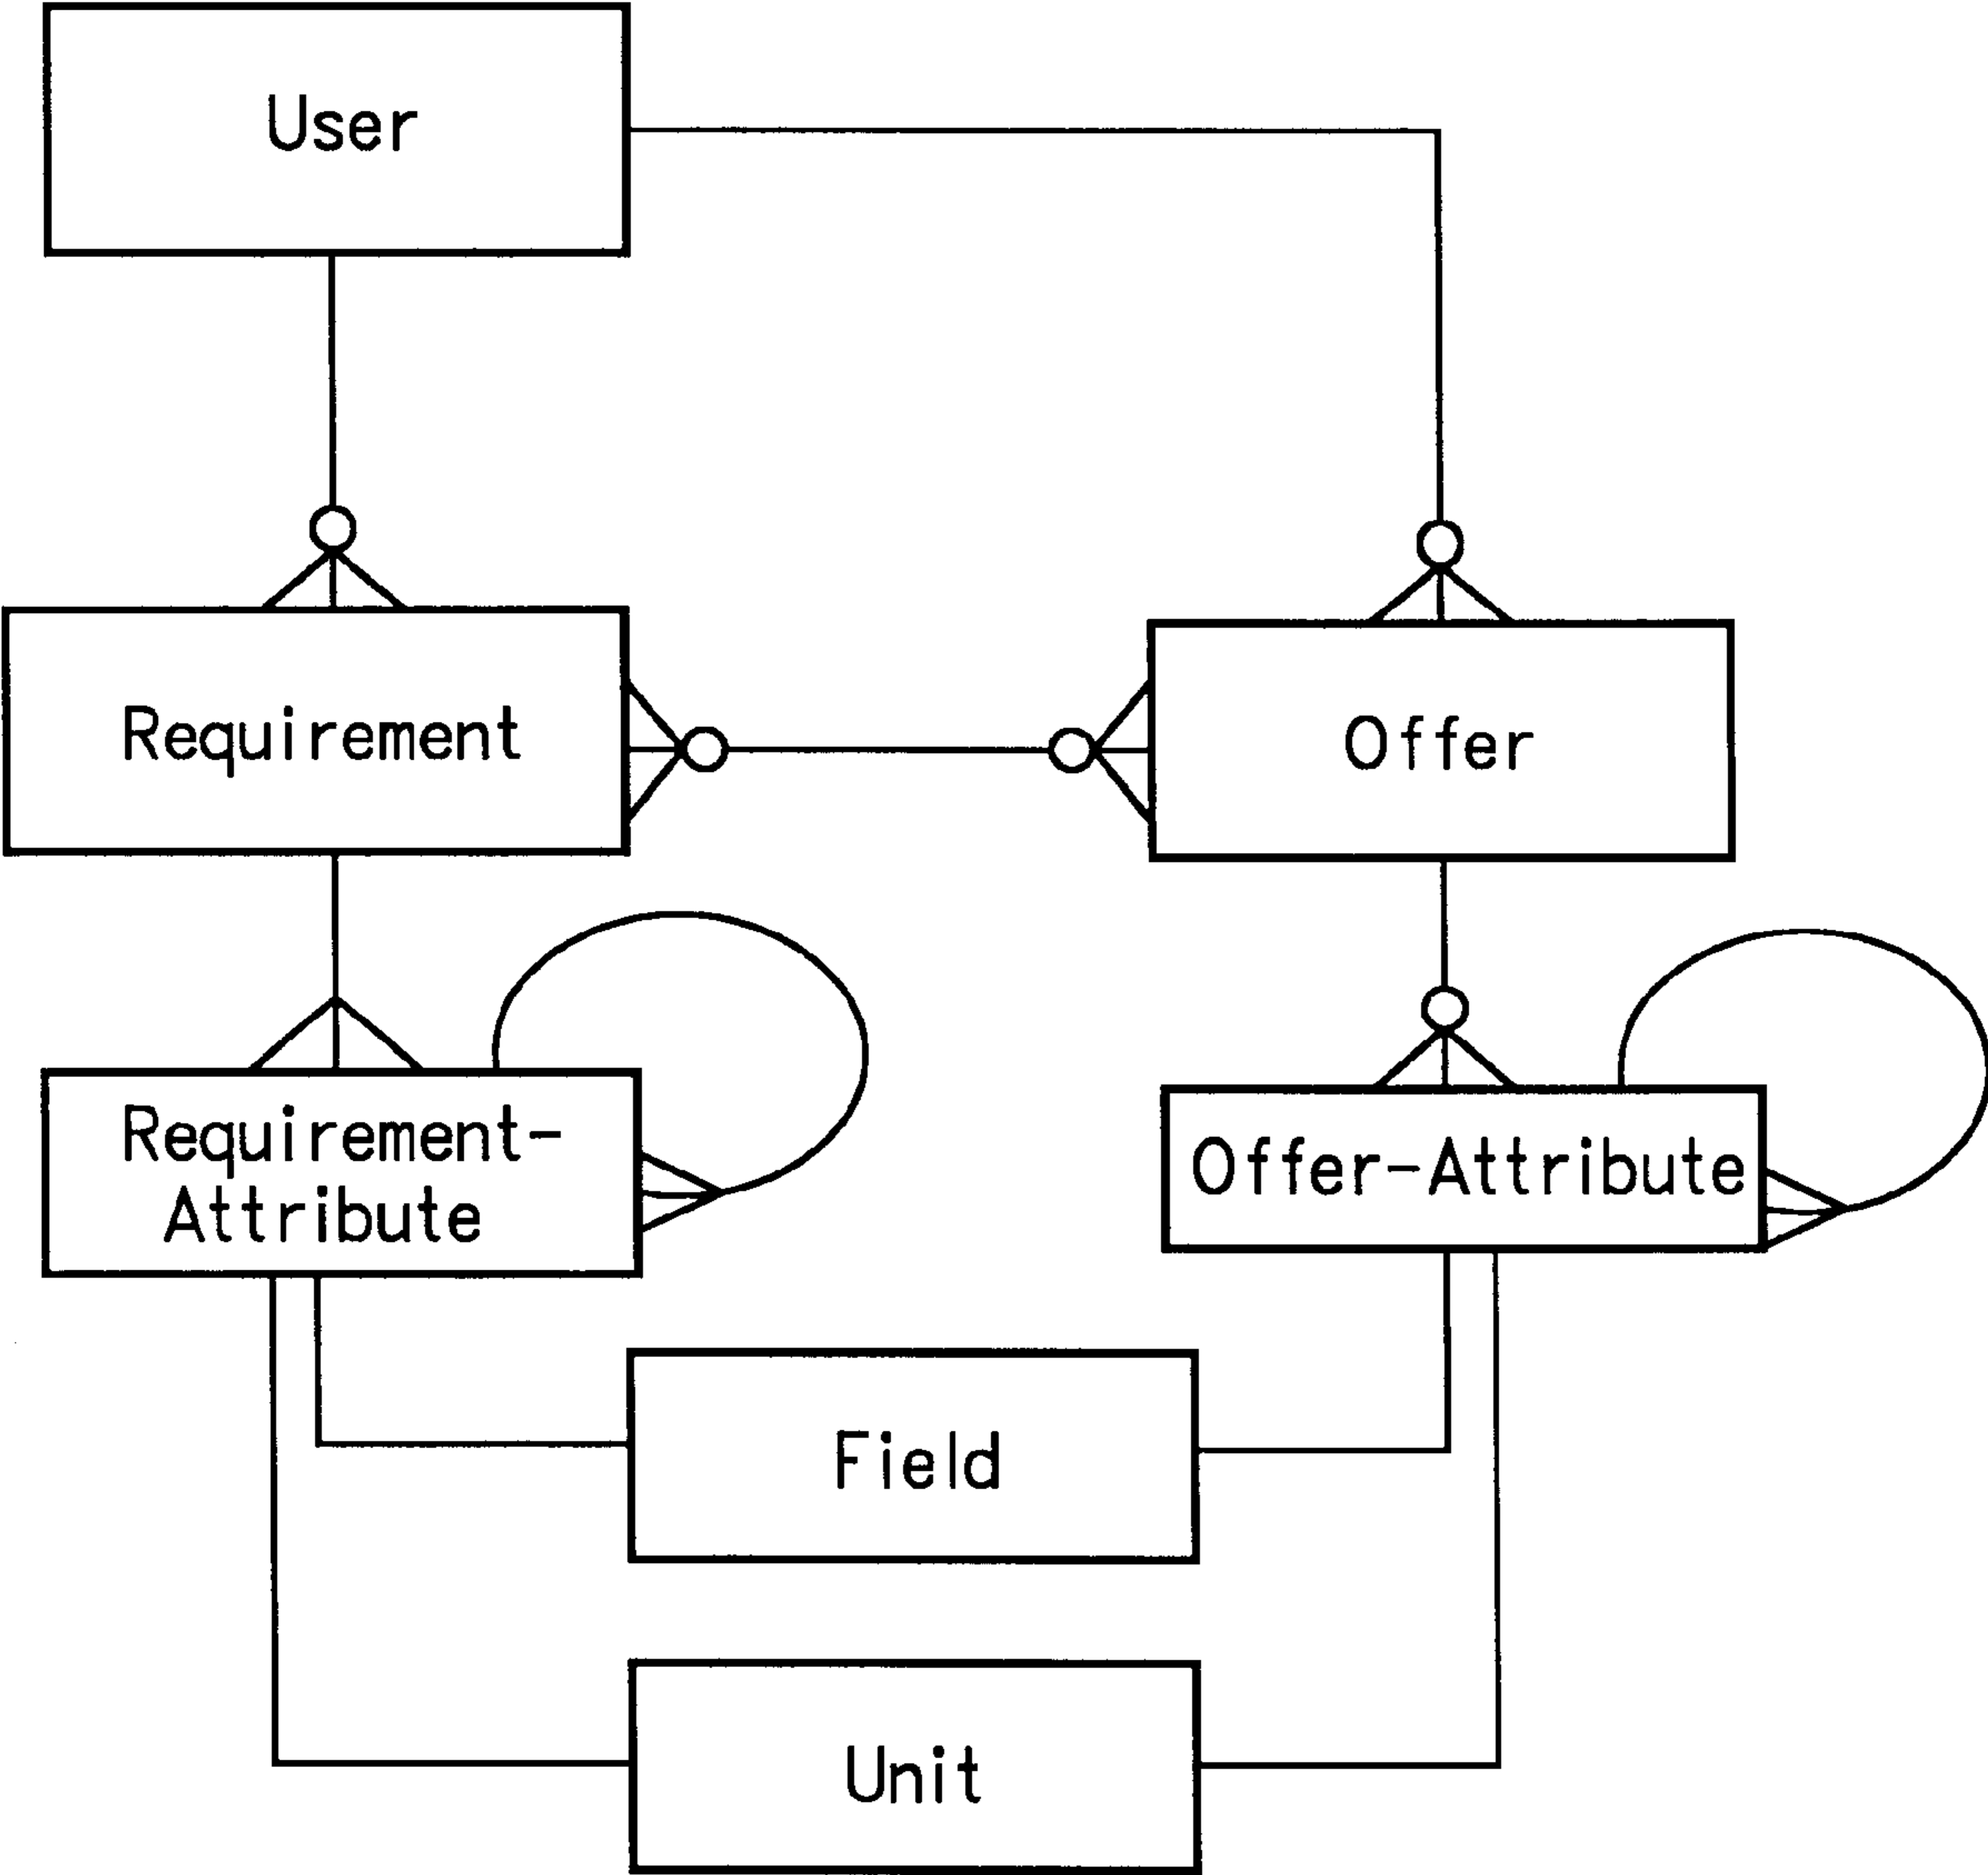 User
Requirement
Offer
Requirement-
Attribute
Offer-Attribute
Field
Unit